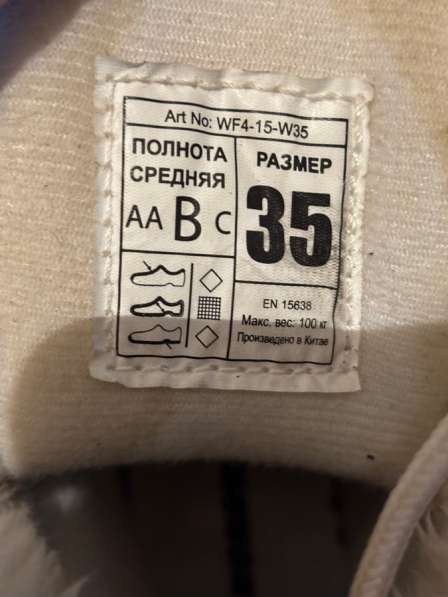 Art No: WF4-15-W35
ПОЛНОТА
СРЕДНЯЯ
AA B C
РАЗМЕР
35
EN 15638
Макс. вес: 100 кг
Произведено в Китае